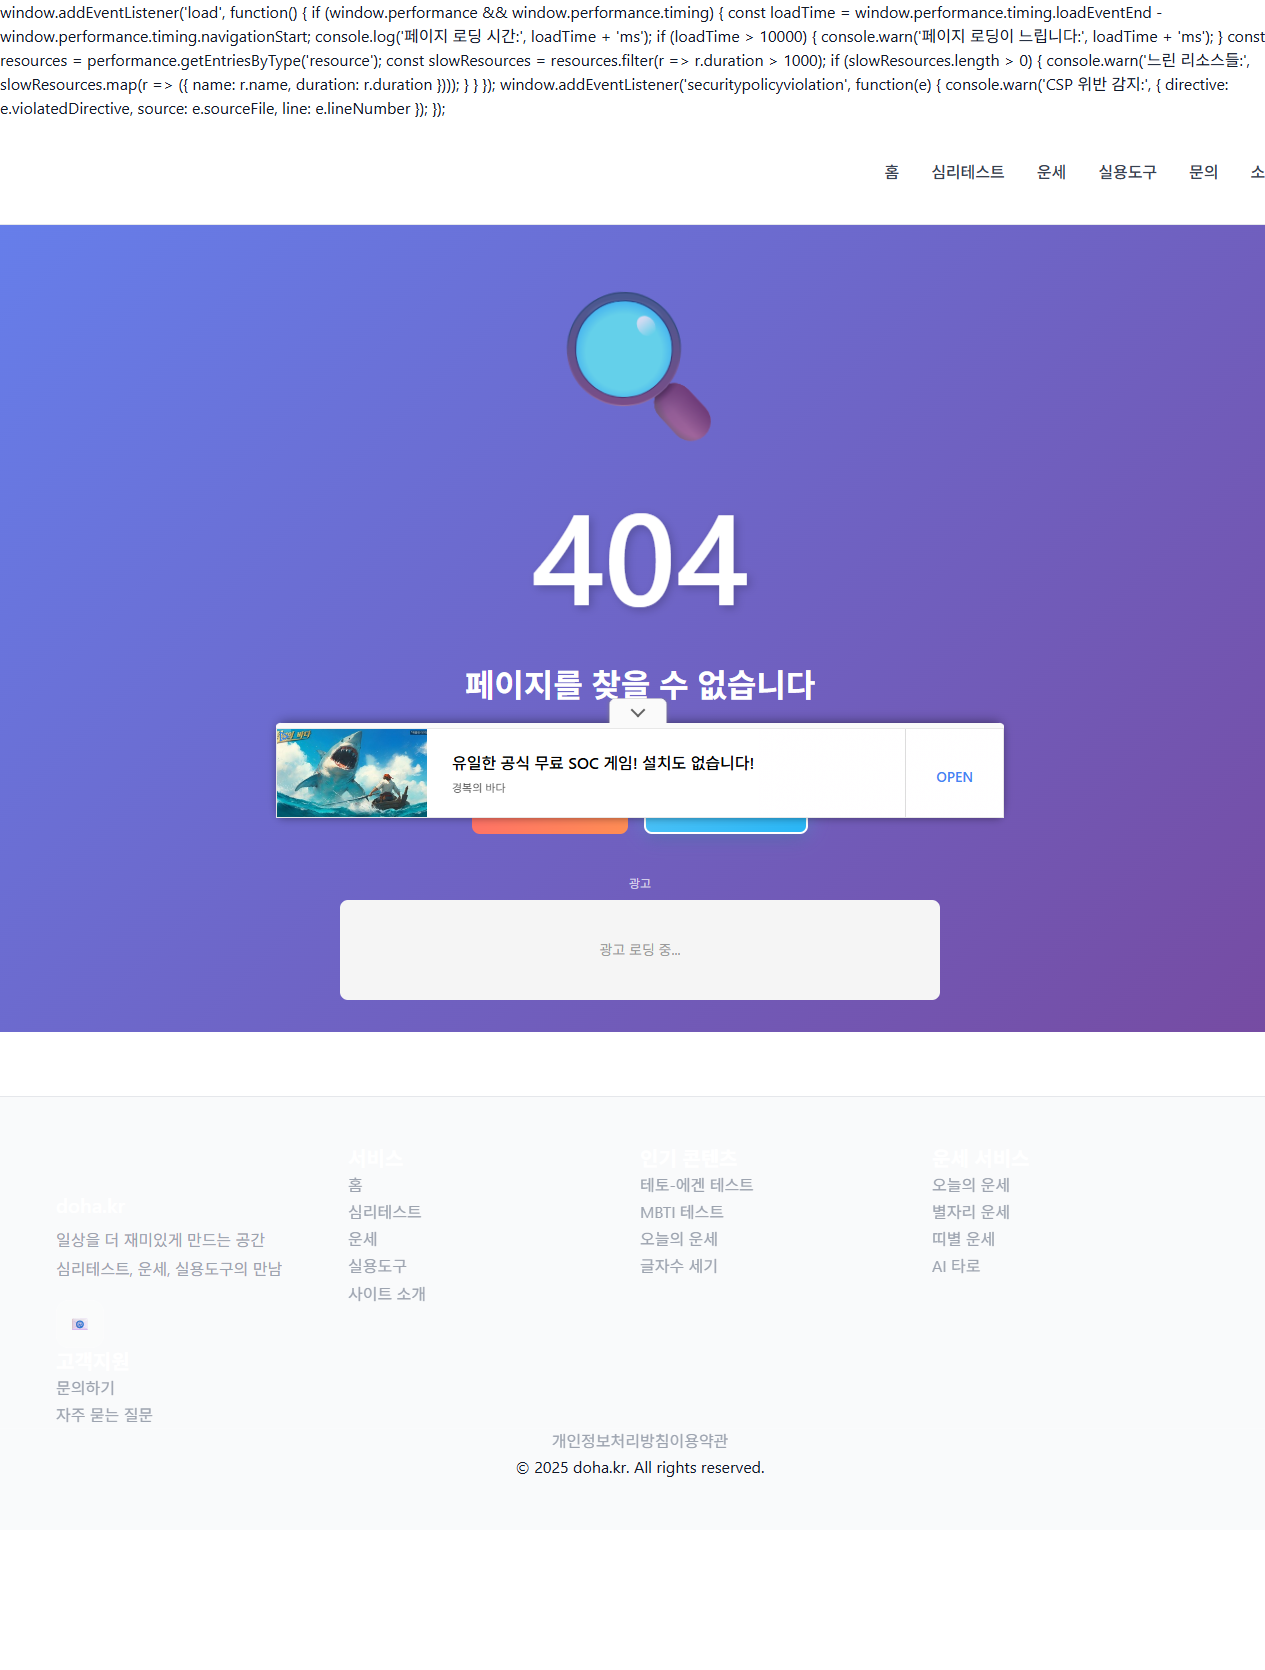 window.addEventListener('load', function() { if (window.performance && window.performance.timing) { const loadTime = window.performance.timing.loadEventEnd -
window.performance.timing.navigationStart; console.log('페이지 로딩 시간:', loadTime + 'ms'); if (loadTime > 10000) { console.warn('페이지 로딩이 느립니다:', loadTime + 'ms'); } const
resources = performance.getEntriesByType('resource'); const slowResources = resources.filter(r => r.duration > 1000); if (slowResources.length > 0) { console.warn('느린 리소스들:',
slowResources.map(r => ({ name: r.name, duration: r.duration }))); } } }); window.addEventListener('securitypolicyviolation', function(e) { console.warn('CSP 위반 감지:', { directive:
e.violatedDirective, source: e.sourceFile, line: e.lineNumber }); });
홈 심리테스트 운세 실용도구 문의 소
404
페이지를 찾을 수 없습니다
유일한 공식 무료 SOC 게임! 설치도 없습니다!
경복의 바다
OPEN
광고
광고 로딩 중...
doha.kr
일상을 더 재미있게 만드는 공간
심리테스트, 운세, 실용도구의 만남
서비스
홈
심리테스트
운세
실용도구
사이트 소개
인기 콘텐츠
테토-에겐 테스트
MBTI 테스트
오늘의 운세
글자수 세기
운세 서비스
오늘의 운세
별자리 운세
띠별 운세
AI 타로
고객지원
문의하기
자주 묻는 질문
개인정보처리방침이용약관
© 2025 doha.kr. All rights reserved.